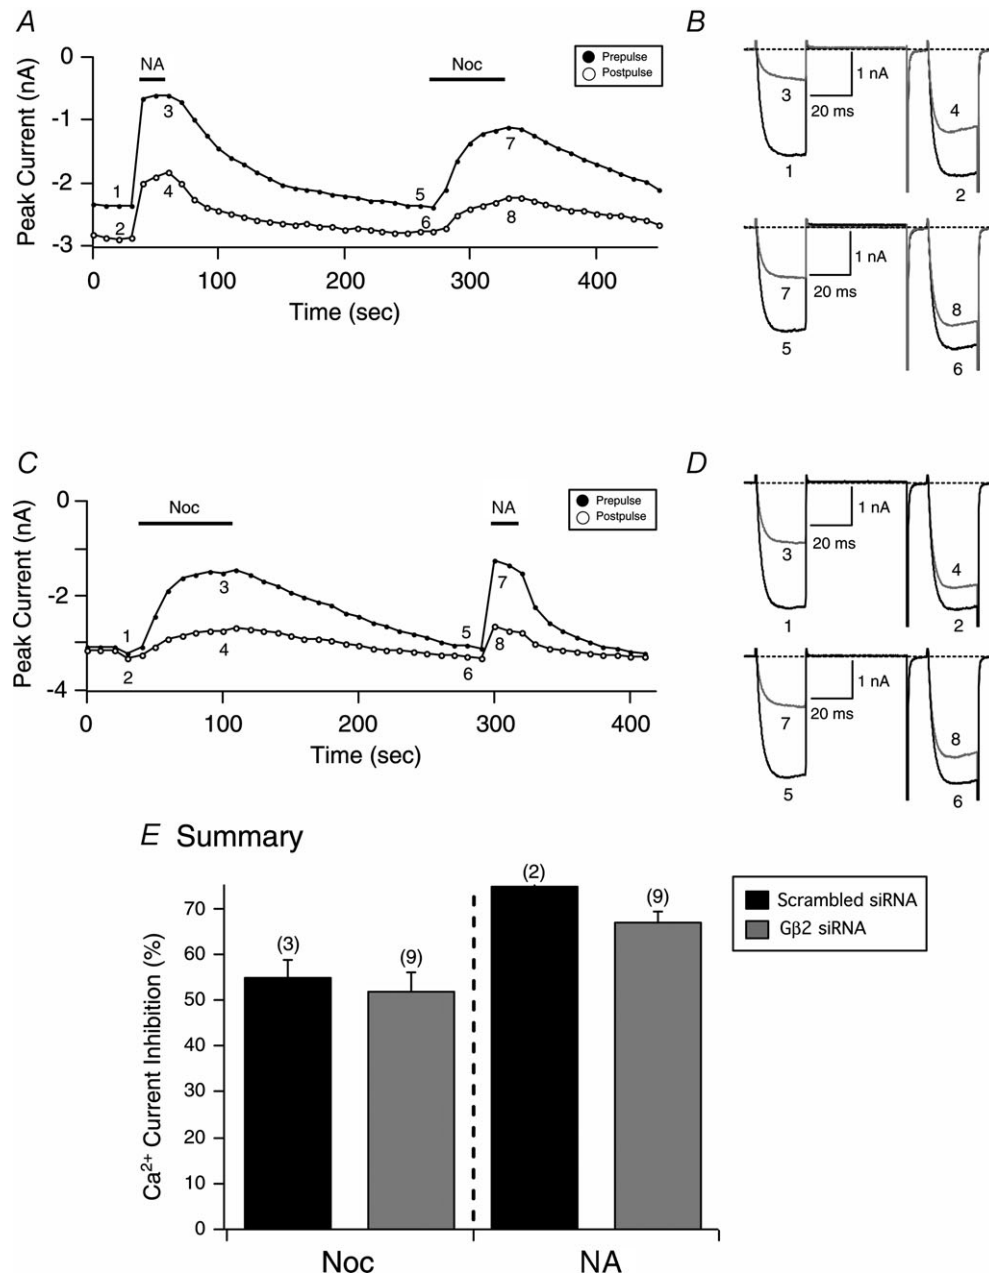 A
Peak Current (nA)
0
-1
-2
-3
NA
Noc
Prepulse
Postpulse
1
2
3
4
5
6
7
8
0
100
200
300
400
Time (sec)
B
3
1
1 nA
20 ms
4
2
7
5
1 nA
20 ms
8
6
C
Peak Current (nA)
0
-2
-4
Noc
NA
Prepulse
Postpulse
1
2
3
4
5
6
7
8
0
100
200
300
400
Time (sec)
D
3
1
1 nA
20 ms
4
2
7
5
1 nA
20 ms
8
6
E Summary
Ca²⁺ Current Inhibition (%)
70
60
50
40
30
20
10
0
(3)
(9)
(2)
(9)
Scrambled siRNA
Gβ2 siRNA
Noc
NA